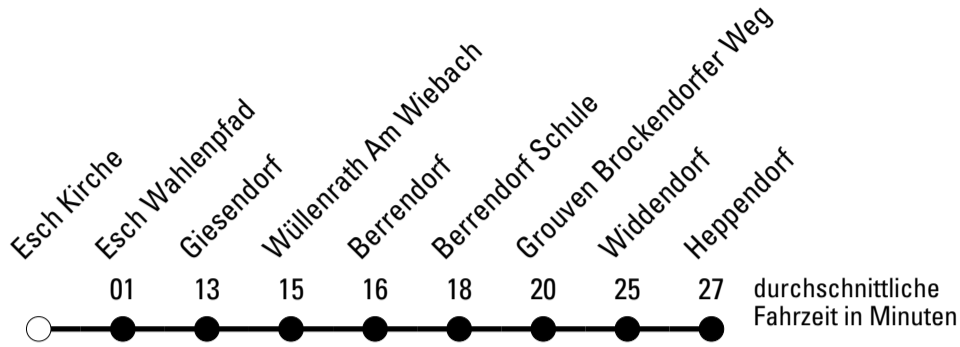 Esch Kirche
Esch Wahlenpfad
Giesendorf
Wüllenrath Am Wiebach
Berrendorf
Berrendorf Schule
Grouven Brockendorfer Weg
Widdendorf
Heppendorf
01 13 15 16 18 20 25 27
durchschnittliche
Fahrzeit in Minuten